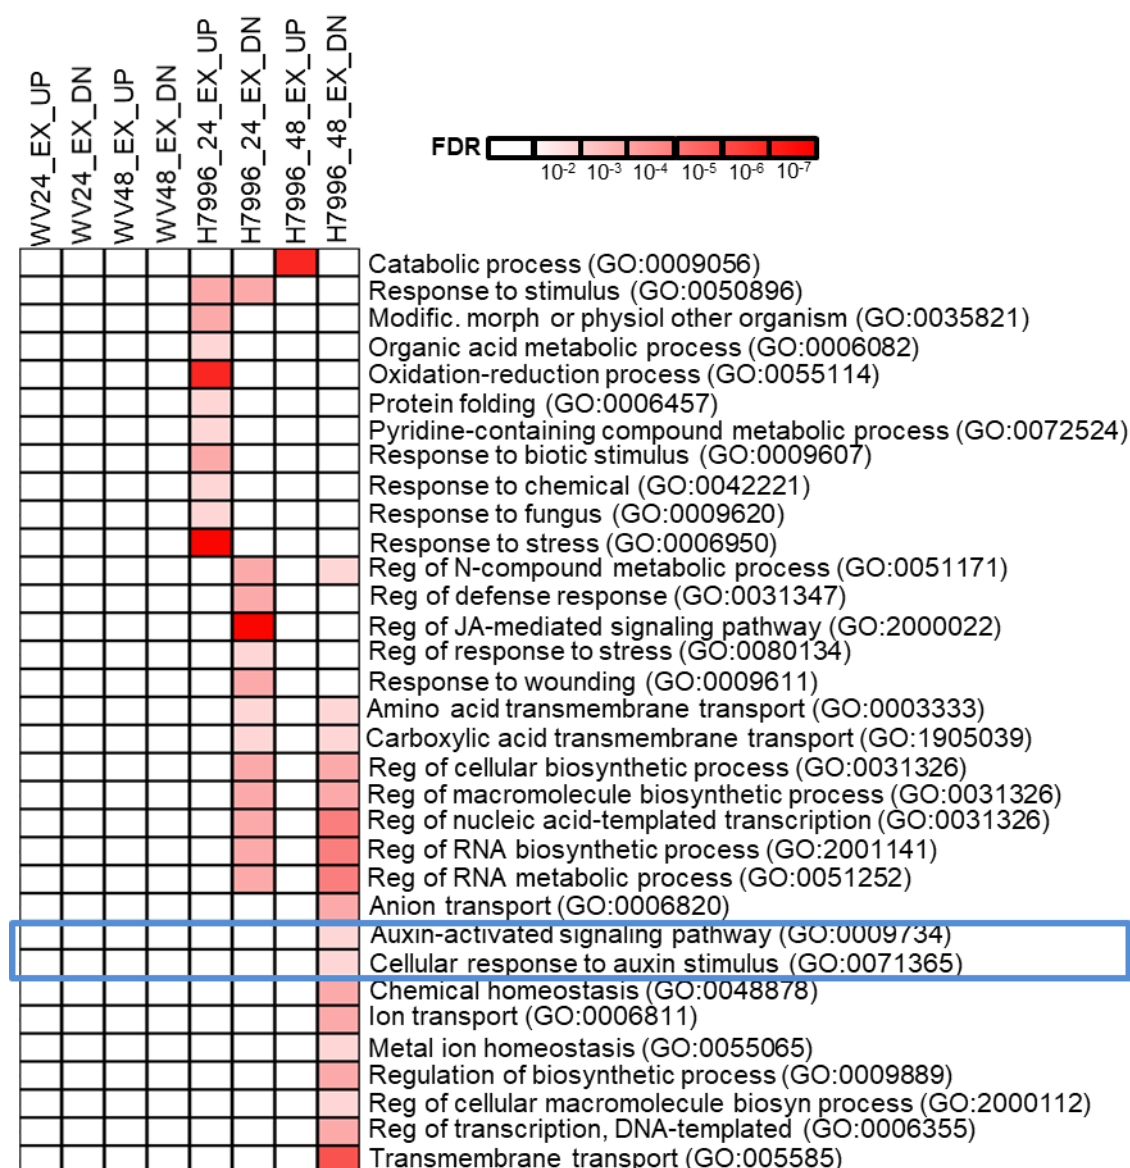 WV24_EX_UP
WV24_EX_DN
WV48_EX_UP
WV48_EX_DN
H7996_24_EX_UP
H7996_24_EX_DN
H7996_48_EX_UP
H7996_48_EX_DN
FDR
10-2 10-3 10-4 10-5 10-6 10-7
Catabolic process (GO:0009056)
Response to stimulus (GO:0050896)
Modific. morph or physiol other organism (GO:0035821)
Organic acid metabolic process (GO:0006082)
Oxidation-reduction process (GO:0055114)
Protein folding (GO:0006457)
Pyridine-containing compound metabolic process (GO:0072524)
Response to biotic stimulus (GO:0009607)
Response to chemical (GO:0042221)
Response to fungus (GO:0009620)
Response to stress (GO:0006950)
Reg of N-compound metabolic process (GO:0051171)
Reg of defense response (GO:0031347)
Reg of JA-mediated signaling pathway (GO:2000022)
Reg of response to stress (GO:0080134)
Response to wounding (GO:0009611)
Amino acid transmembrane transport (GO:0003333)
Carboxylic acid transmembrane transport (GO:1905039)
Reg of cellular biosynthetic process (GO:0031326)
Reg of macromolecule biosynthetic process (GO:0031326)
Reg of nucleic acid-templated transcription (GO:0031326)
Reg of RNA biosynthetic process (GO:2001141)
Reg of RNA metabolic process (GO:0051252)
Anion transport (GO:0006820)
Auxin-activated signaling pathway (GO:0009734)
Cellular response to auxin stimulus (GO:0071365)
Chemical homeostasis (GO:0048878)
Ion transport (GO:0006811)
Metal ion homeostasis (GO:0055065)
Regulation of biosynthetic process (GO:0009889)
Reg of cellular macromolecule biosyn process (GO:2000112)
Reg of transcription, DNA-templated (GO:0006355)
Transmembrane transport (GO:005585)